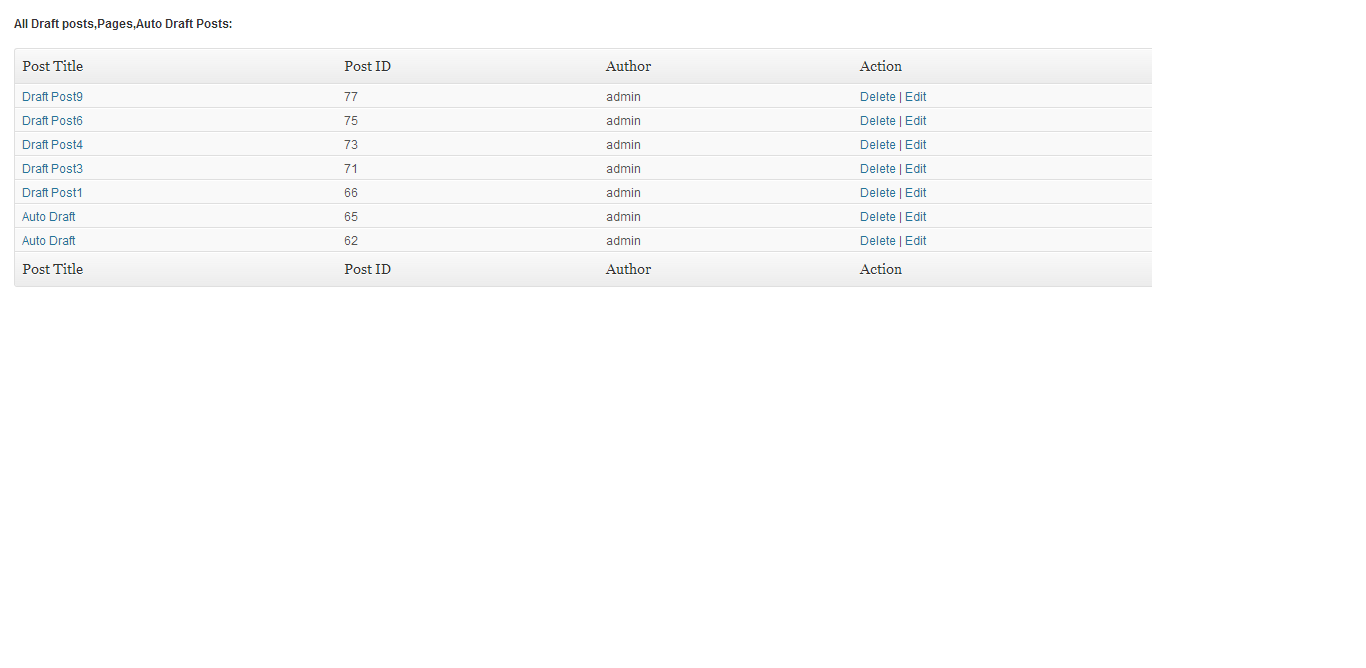 All Draft posts,Pages,Auto Draft Posts:
Post Title Post ID Author Action
Draft Post9 77 admin Delete | Edit
Draft Post6 75 admin Delete | Edit
Draft Post4 73 admin Delete | Edit
Draft Post3 71 admin Delete | Edit
Draft Post1 66 admin Delete | Edit
Auto Draft 65 admin Delete | Edit
Auto Draft 62 admin Delete | Edit
Post Title Post ID Author Action